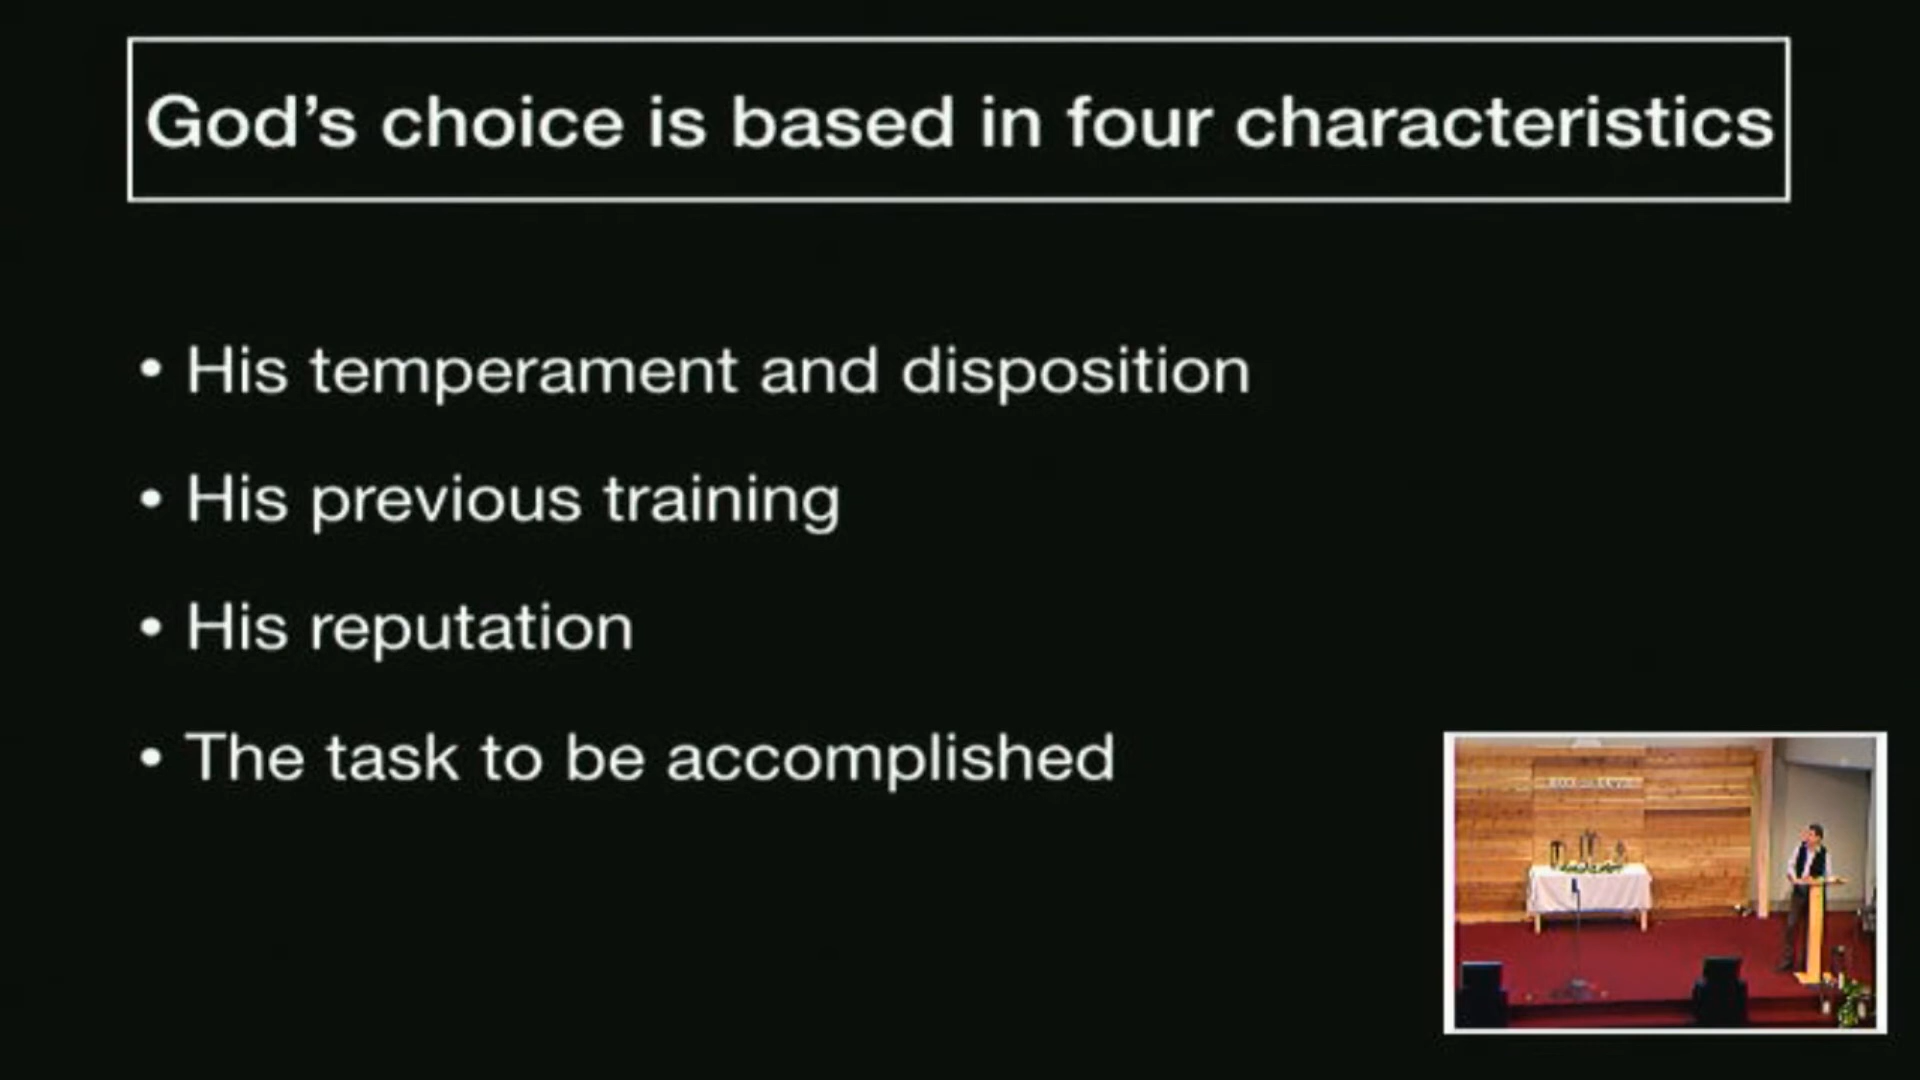 God’s choice is based in four characteristics
• His temperament and disposition
• His previous training
• His reputation
• The task to be accomplished